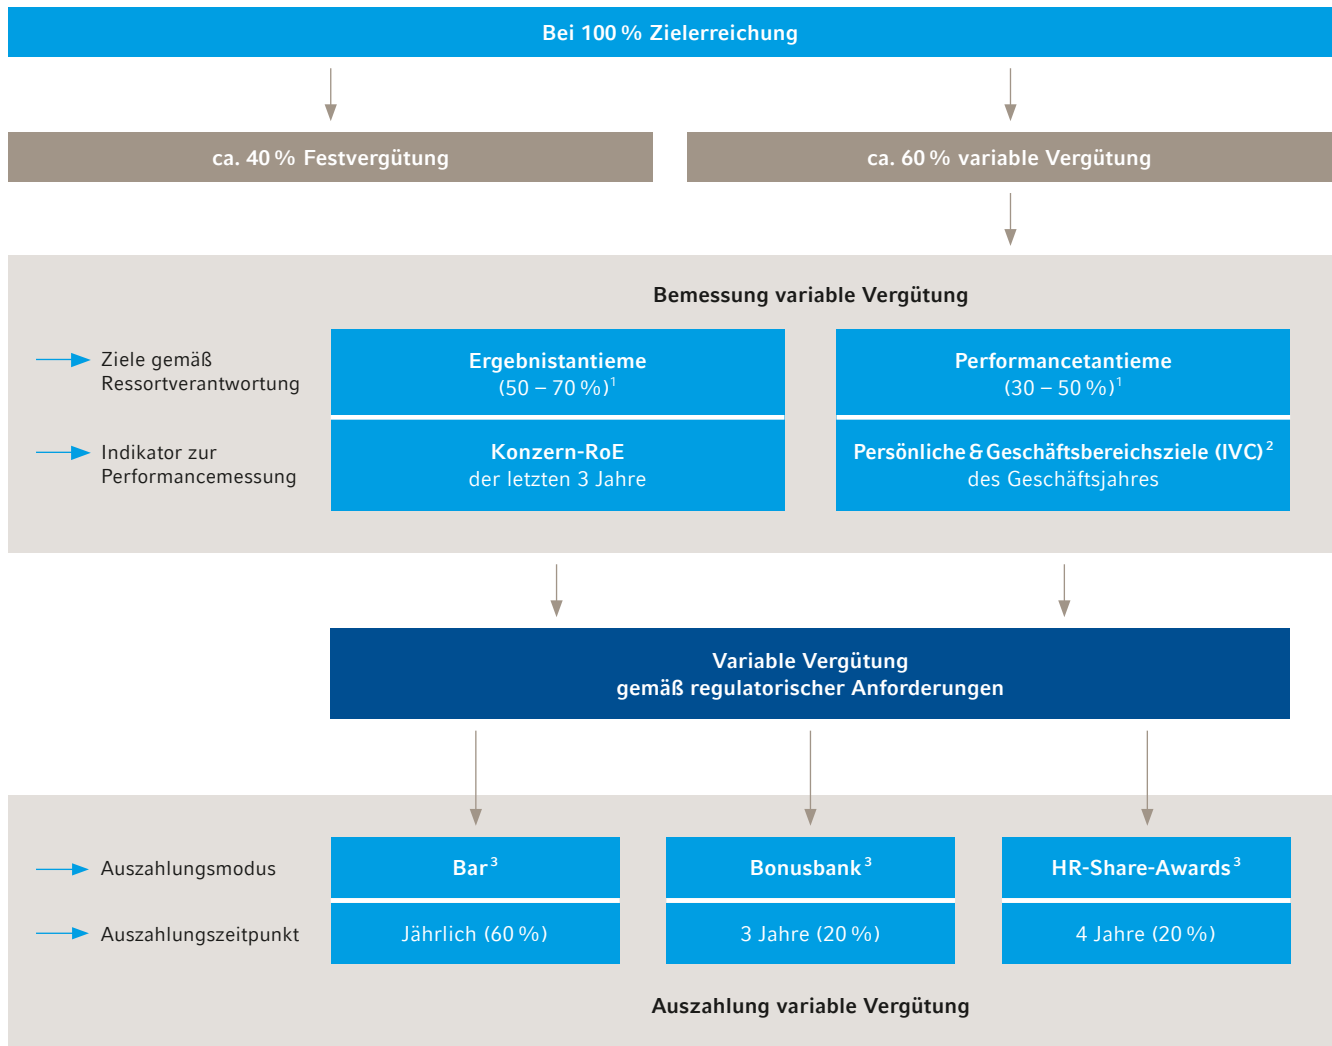 Bei 100 % Zielerreichung
ca. 40 % Festvergütung
ca. 60 % variable Vergütung
Bemessung variable Vergütung
Ziele gemäß
Ressortverantwortung
Ergebnistantieme
(50 – 70 %)¹
Performancetantieme
(30 – 50 %)¹
Indikator zur
Performancemessung
Konzern-RoE
der letzten 3 Jahre
Persönliche & Geschäftsbereichsziele (IVC)²
des Geschäftsjahres
Variable Vergütung
gemäß regulatorischer Anforderungen
Auszahlungsmodus
Bar³
Bonusbank³
HR-Share-Awards³
Auszahlungszeitpunkt
Jährlich (60 %)
3 Jahre (20 %)
4 Jahre (20 %)
Auszahlung variable Vergütung